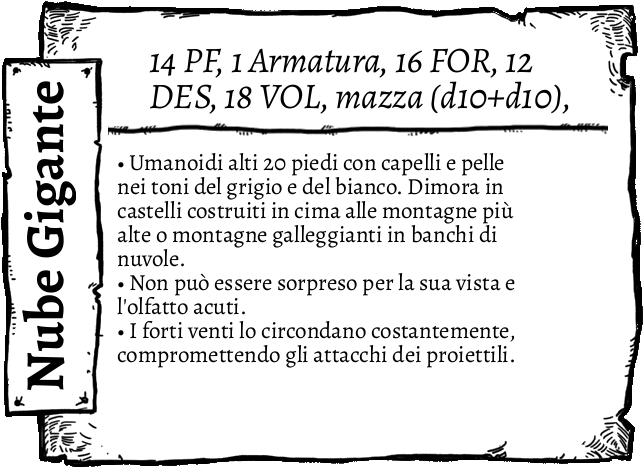 Nube Gigante
14 PF, 1 Armatura, 16 FOR, 12
DES, 18 VOL, mazza (d10+d10),
• Umanoidi alti 20 piedi con capelli e pelle
nei toni del grigio e del bianco. Dimora in
castelli costruiti in cima alle montagne più
alte o montagne galleggianti in banchi di
nuvole.
• Non può essere sorpreso per la sua vista e
l'olfatto acuti.
• I forti venti lo circondano costantemente,
compromettendo gli attacchi dei proiettili.